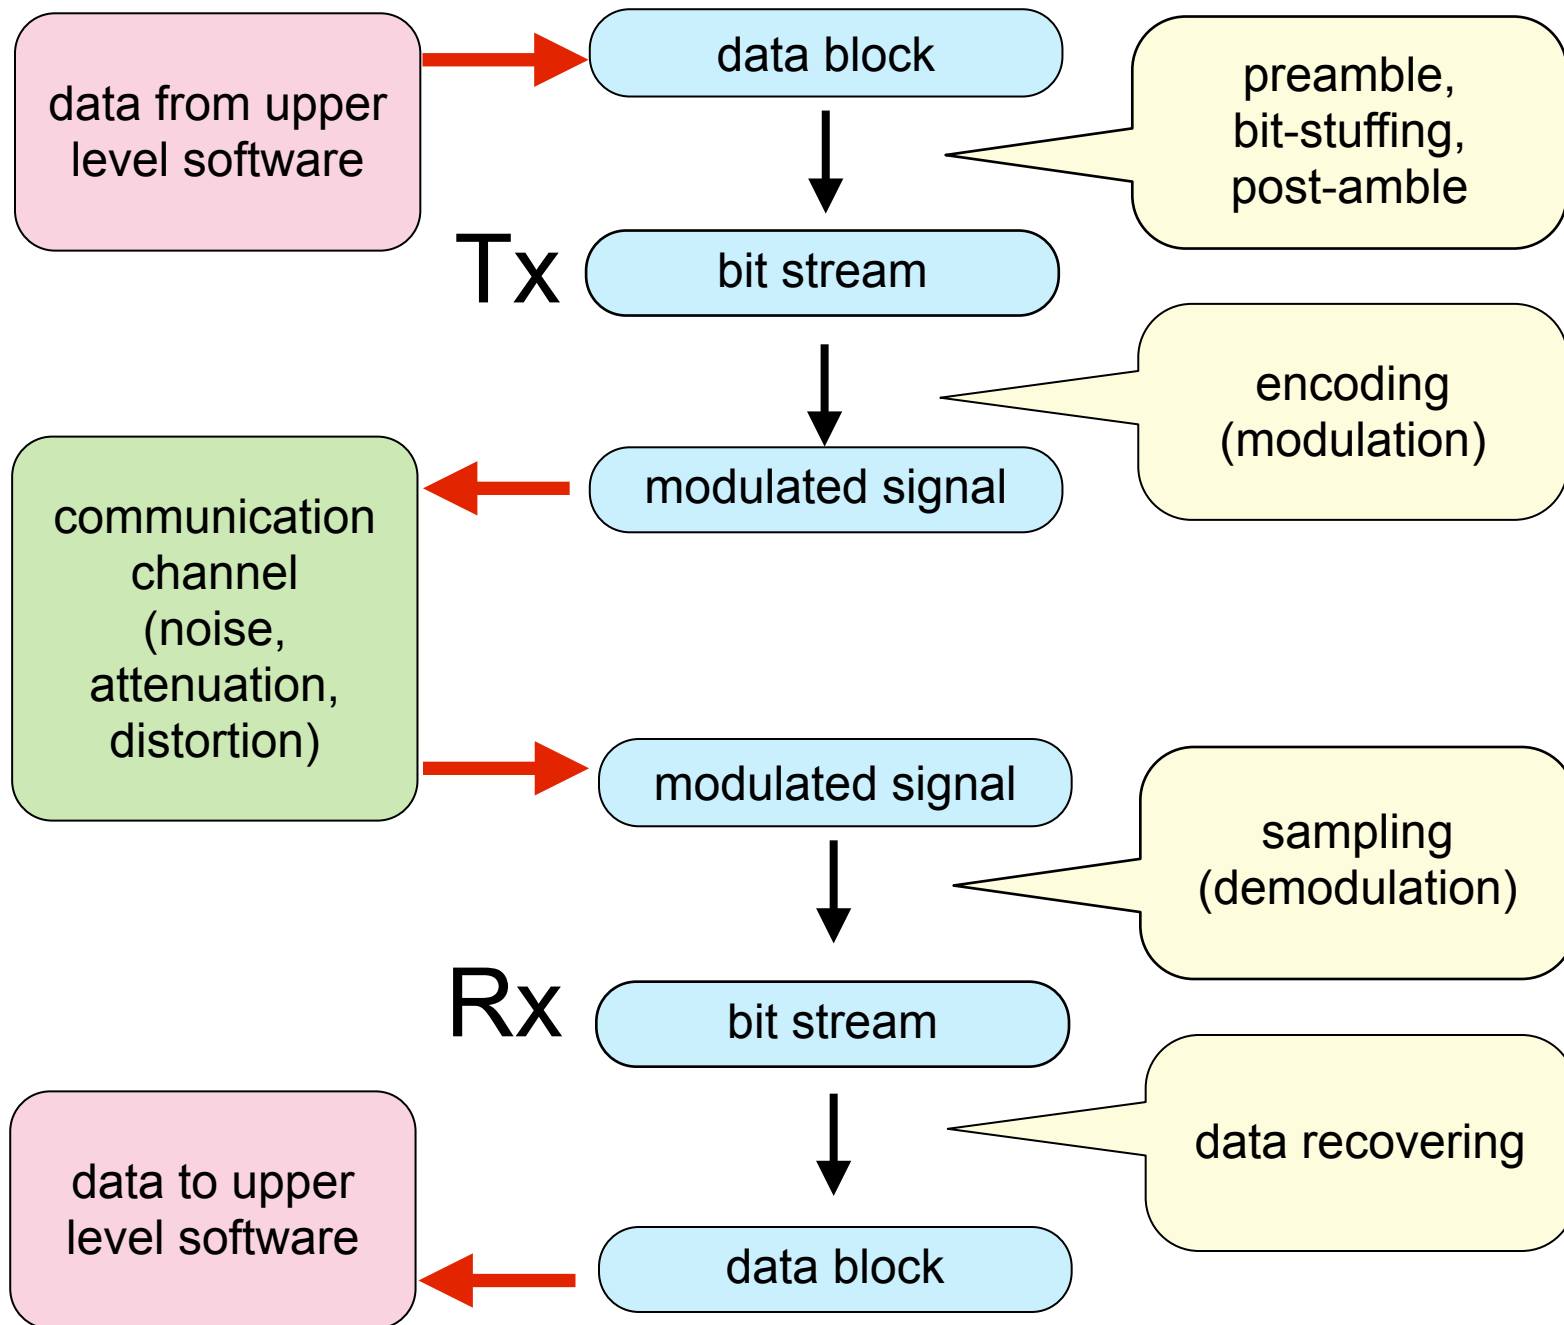 data from upper
level software
data block
preamble,
bit-stuffing,
post-amble
Tx
bit stream
encoding
(modulation)
modulated signal
communication
channel
(noise,
attenuation,
distortion)
modulated signal
sampling
(demodulation)
Rx
bit stream
data recovering
data to upper
level software
data block